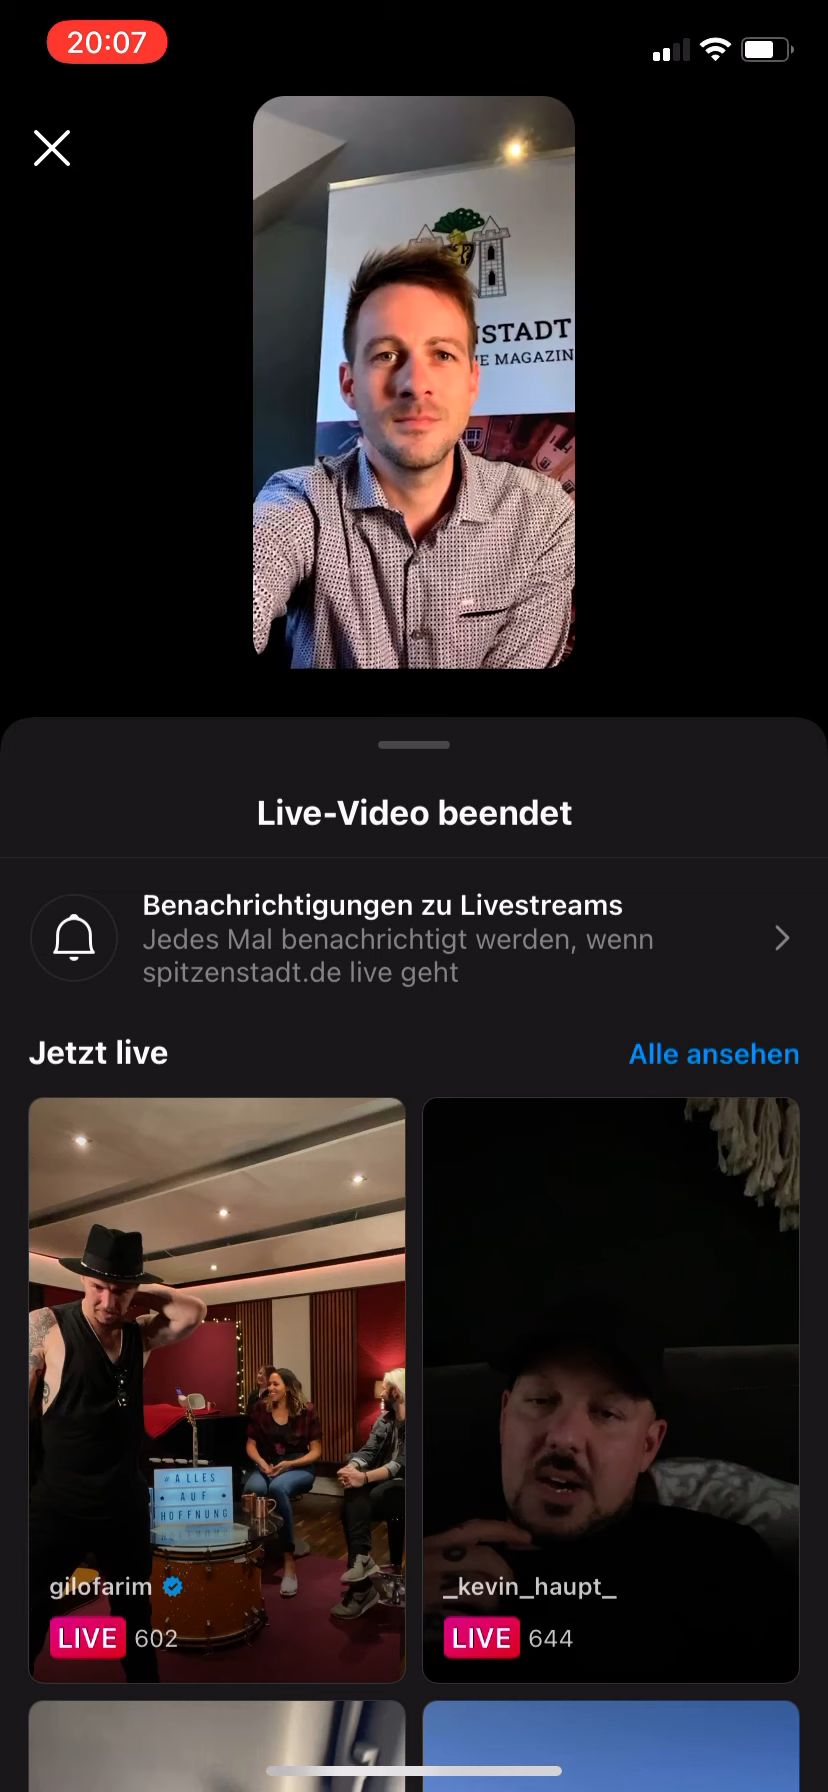 20:07
NSTADT
E MAGAZIN
Live-Video beendet
Benachrichtigungen zu Livestreams
Jedes Mal benachrichtigt werden, wenn
spitzenstadt.de live geht
Jetzt live
Alle ansehen
#ALLES
AUF
HOFFNUNG
gilofarim
LIVE 602
_kevin_haupt_
LIVE 644